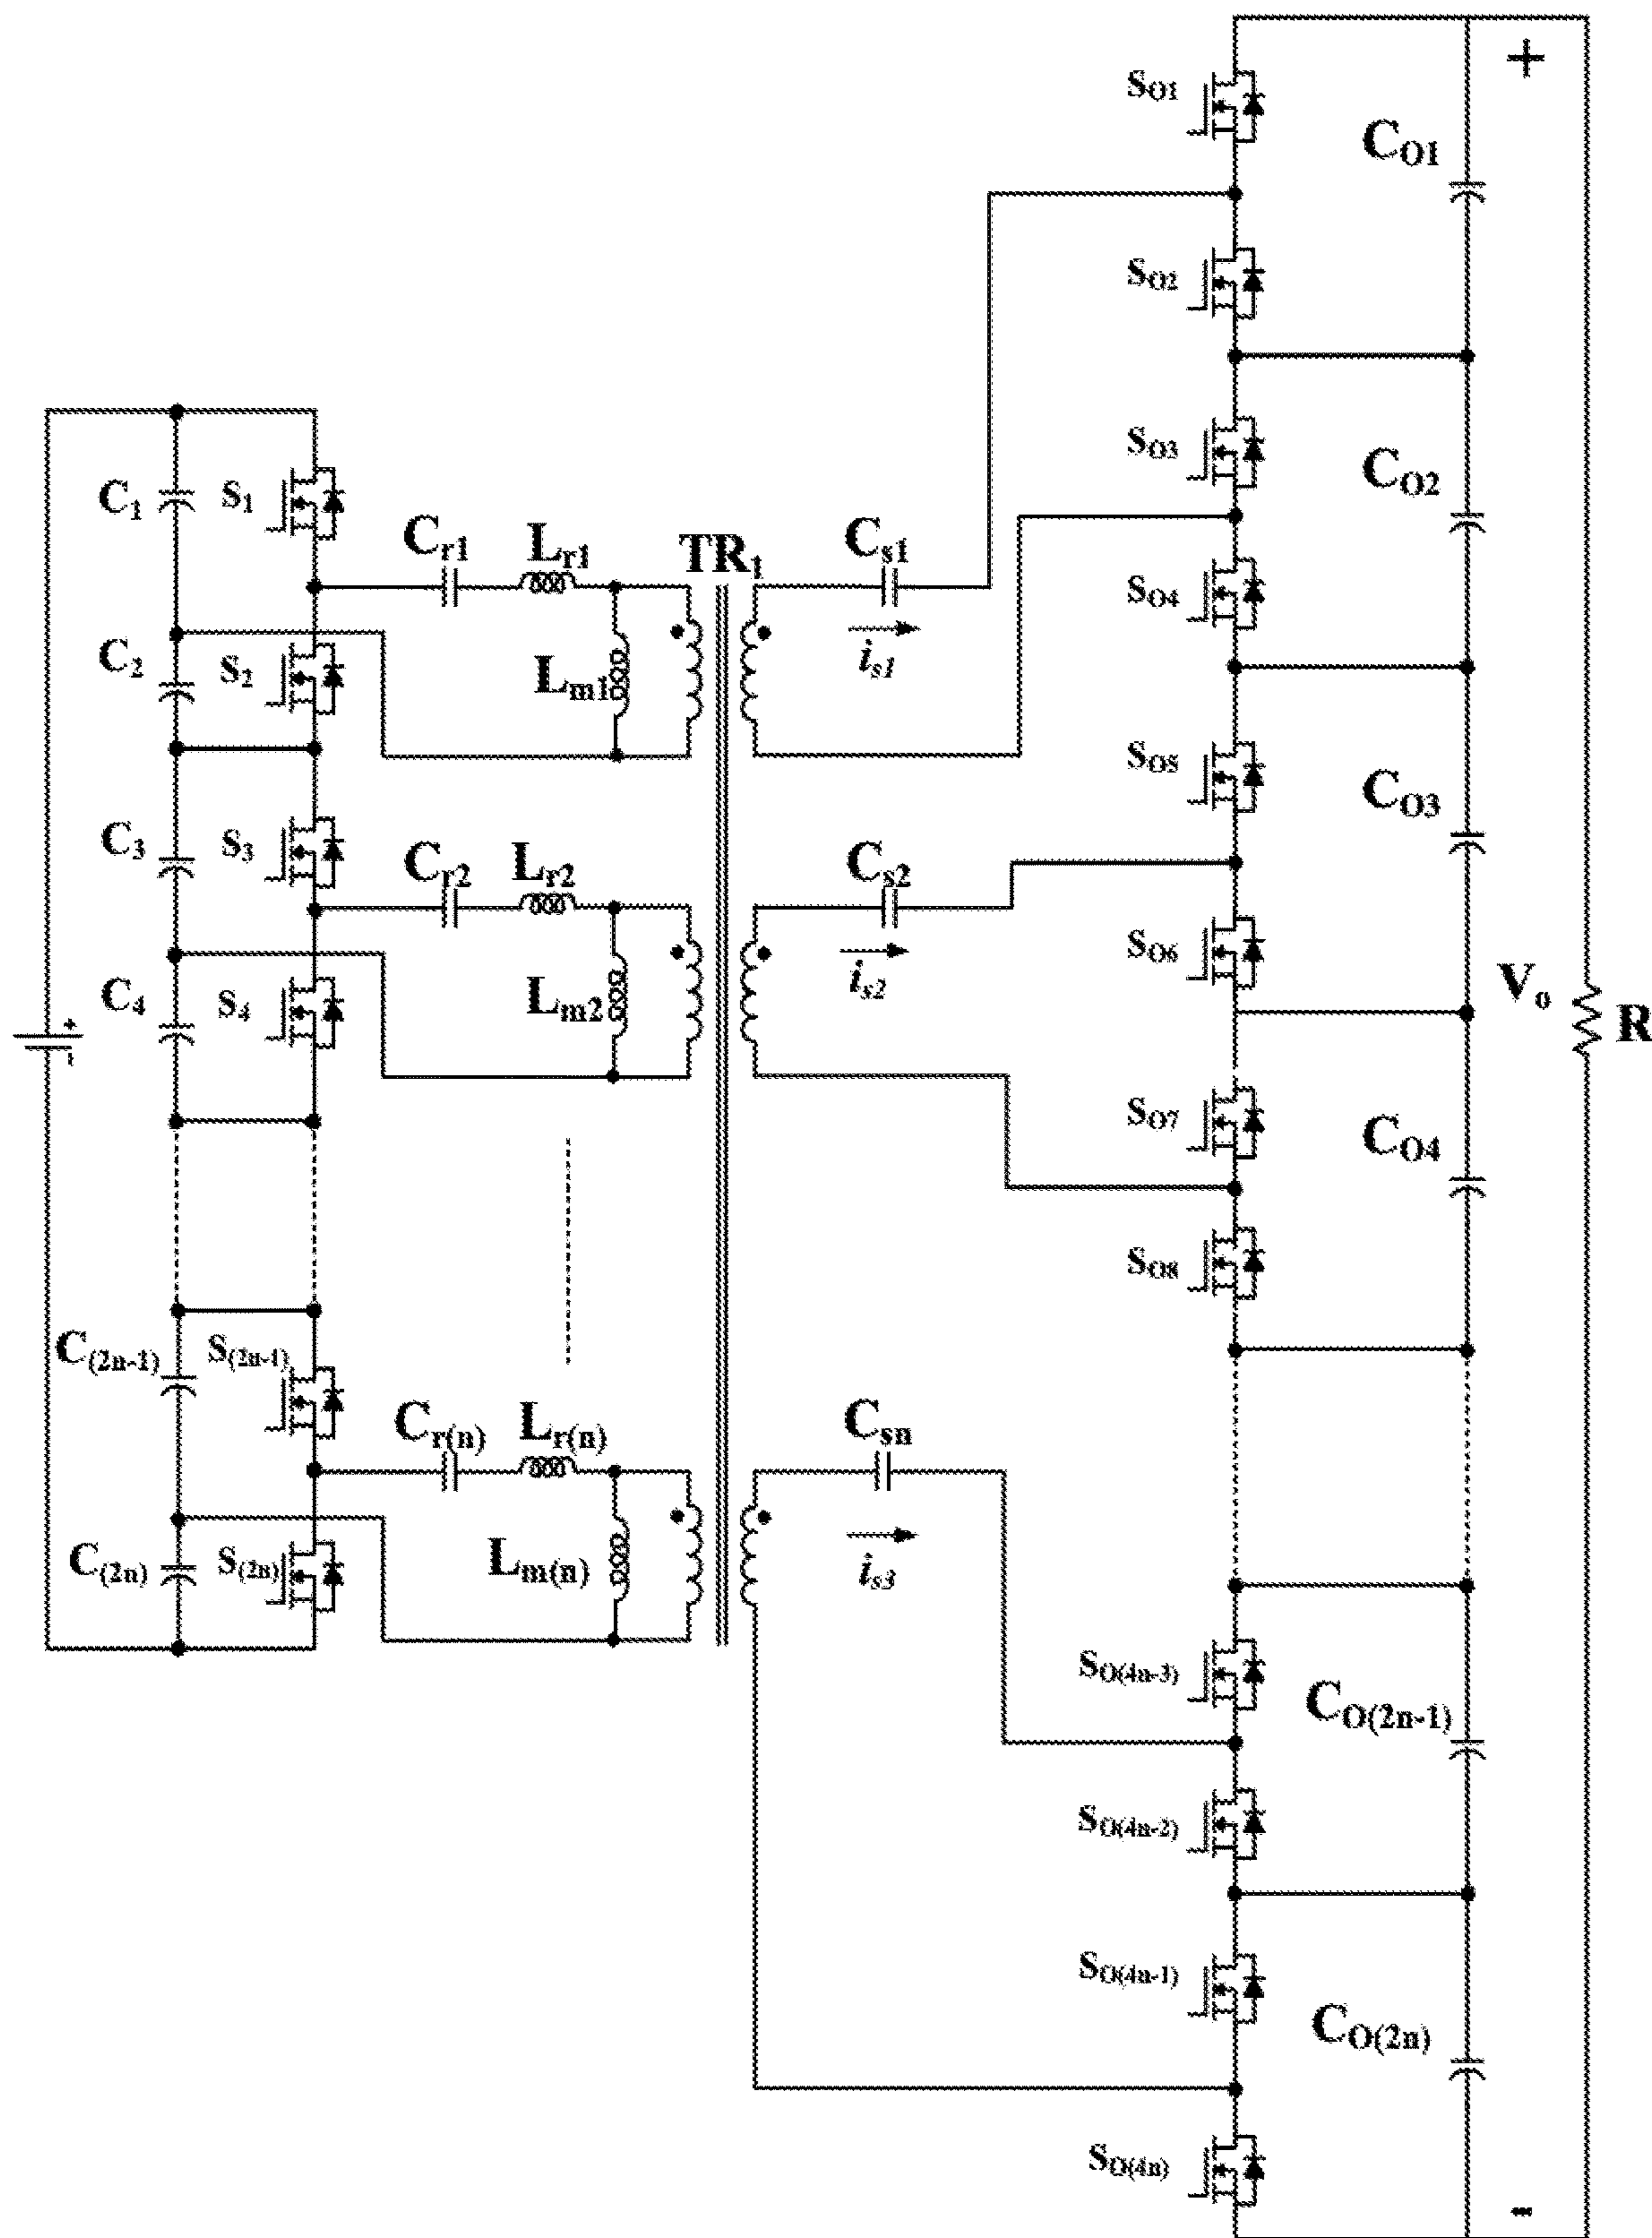 +
S_O1
C_O1
S_O2
S_O3
C_O2
C_1
S_1
C_r1
L_r1
TR_1
C_s1
S_O4
C_2
S_2
L_m1
i_s1
S_O5
C_O3
C_3
S_3
C_r2
L_r2
C_s2
S_O6
C_4
S_4
L_m2
i_s2
V_o
R
+
-
S_O7
C_O4
S_O8
C_(2n-1)
S_(2n-1)
C_r(n)
L_r(n)
C_sn
C_(2n)
S_(2n)
L_m(n)
i_s3
S_O(4n-3)
C_O(2n-1)
S_O(4n-2)
S_O(4n-1)
C_O(2n)
S_O(4n)
-